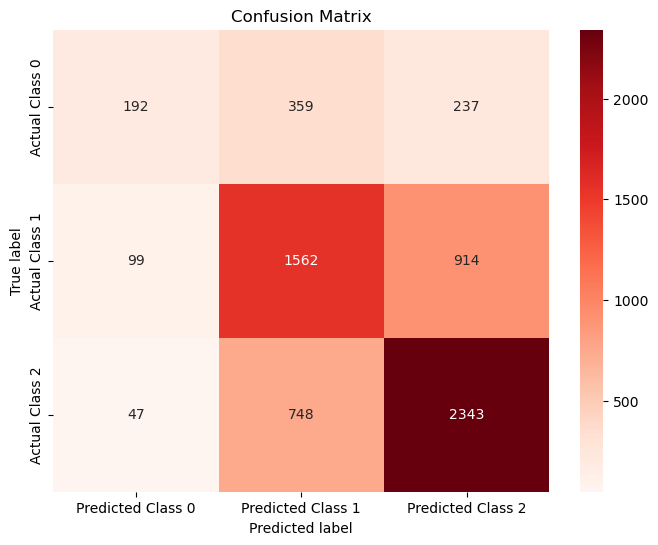 Confusion Matrix
True label
Actual Class 0
192 359 237
Actual Class 1
99 1562 914
Actual Class 2
47 748 2343
Predicted Class 0 Predicted Class 1 Predicted Class 2
Predicted label
2000
1500
1000
500